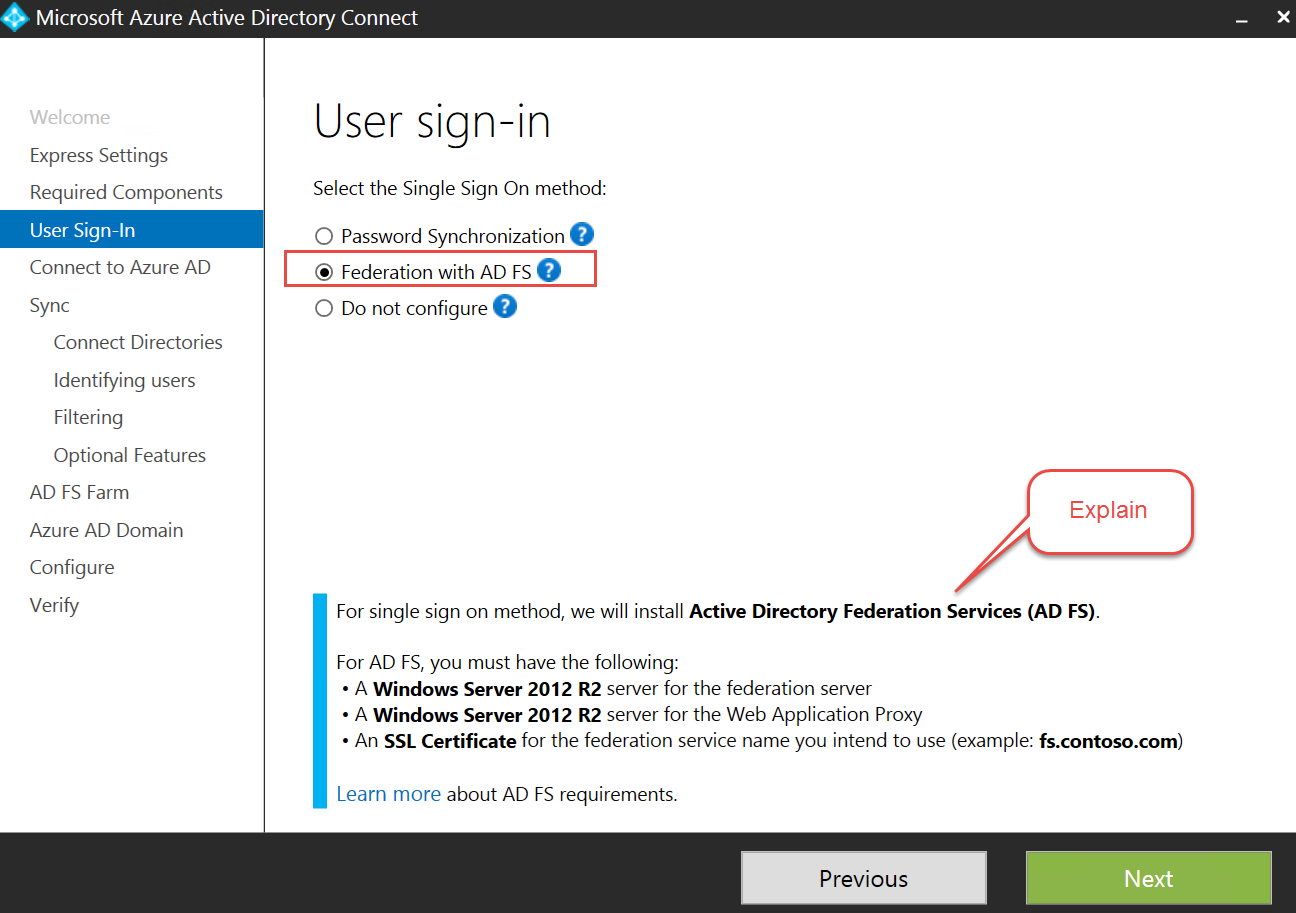 Microsoft Azure Active Directory Connect
Welcome
Express Settings
Required Components
User Sign-In
Connect to Azure AD
Sync
Connect Directories
Identifying users
Filtering
Optional Features
AD FS Farm
Azure AD Domain
Configure
Verify
User sign-in
Select the Single Sign On method:
Password Synchronization ?
Federation with AD FS ?
Do not configure ?
Explain
For single sign on method, we will install Active Directory Federation Services (AD FS).
For AD FS, you must have the following:
• A Windows Server 2012 R2 server for the federation server
• A Windows Server 2012 R2 server for the Web Application Proxy
• An SSL Certificate for the federation service name you intend to use (example: fs.contoso.com)
Learn more about AD FS requirements.
Previous
Next